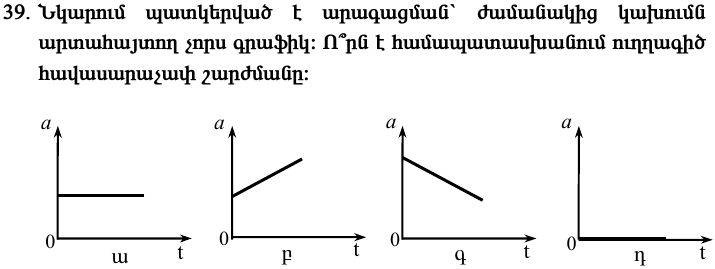 39. Նկարում պատկերված է արագացման՝ ժամանակից կախումն
արտահայտող չորս գրաֆիկ: Ո՞րն է համապատասխանում ուղղագիծ
հավասարաչափ շարժմանը:
a a a a
0 t 0 t 0 t 0 t
ա բ գ դ